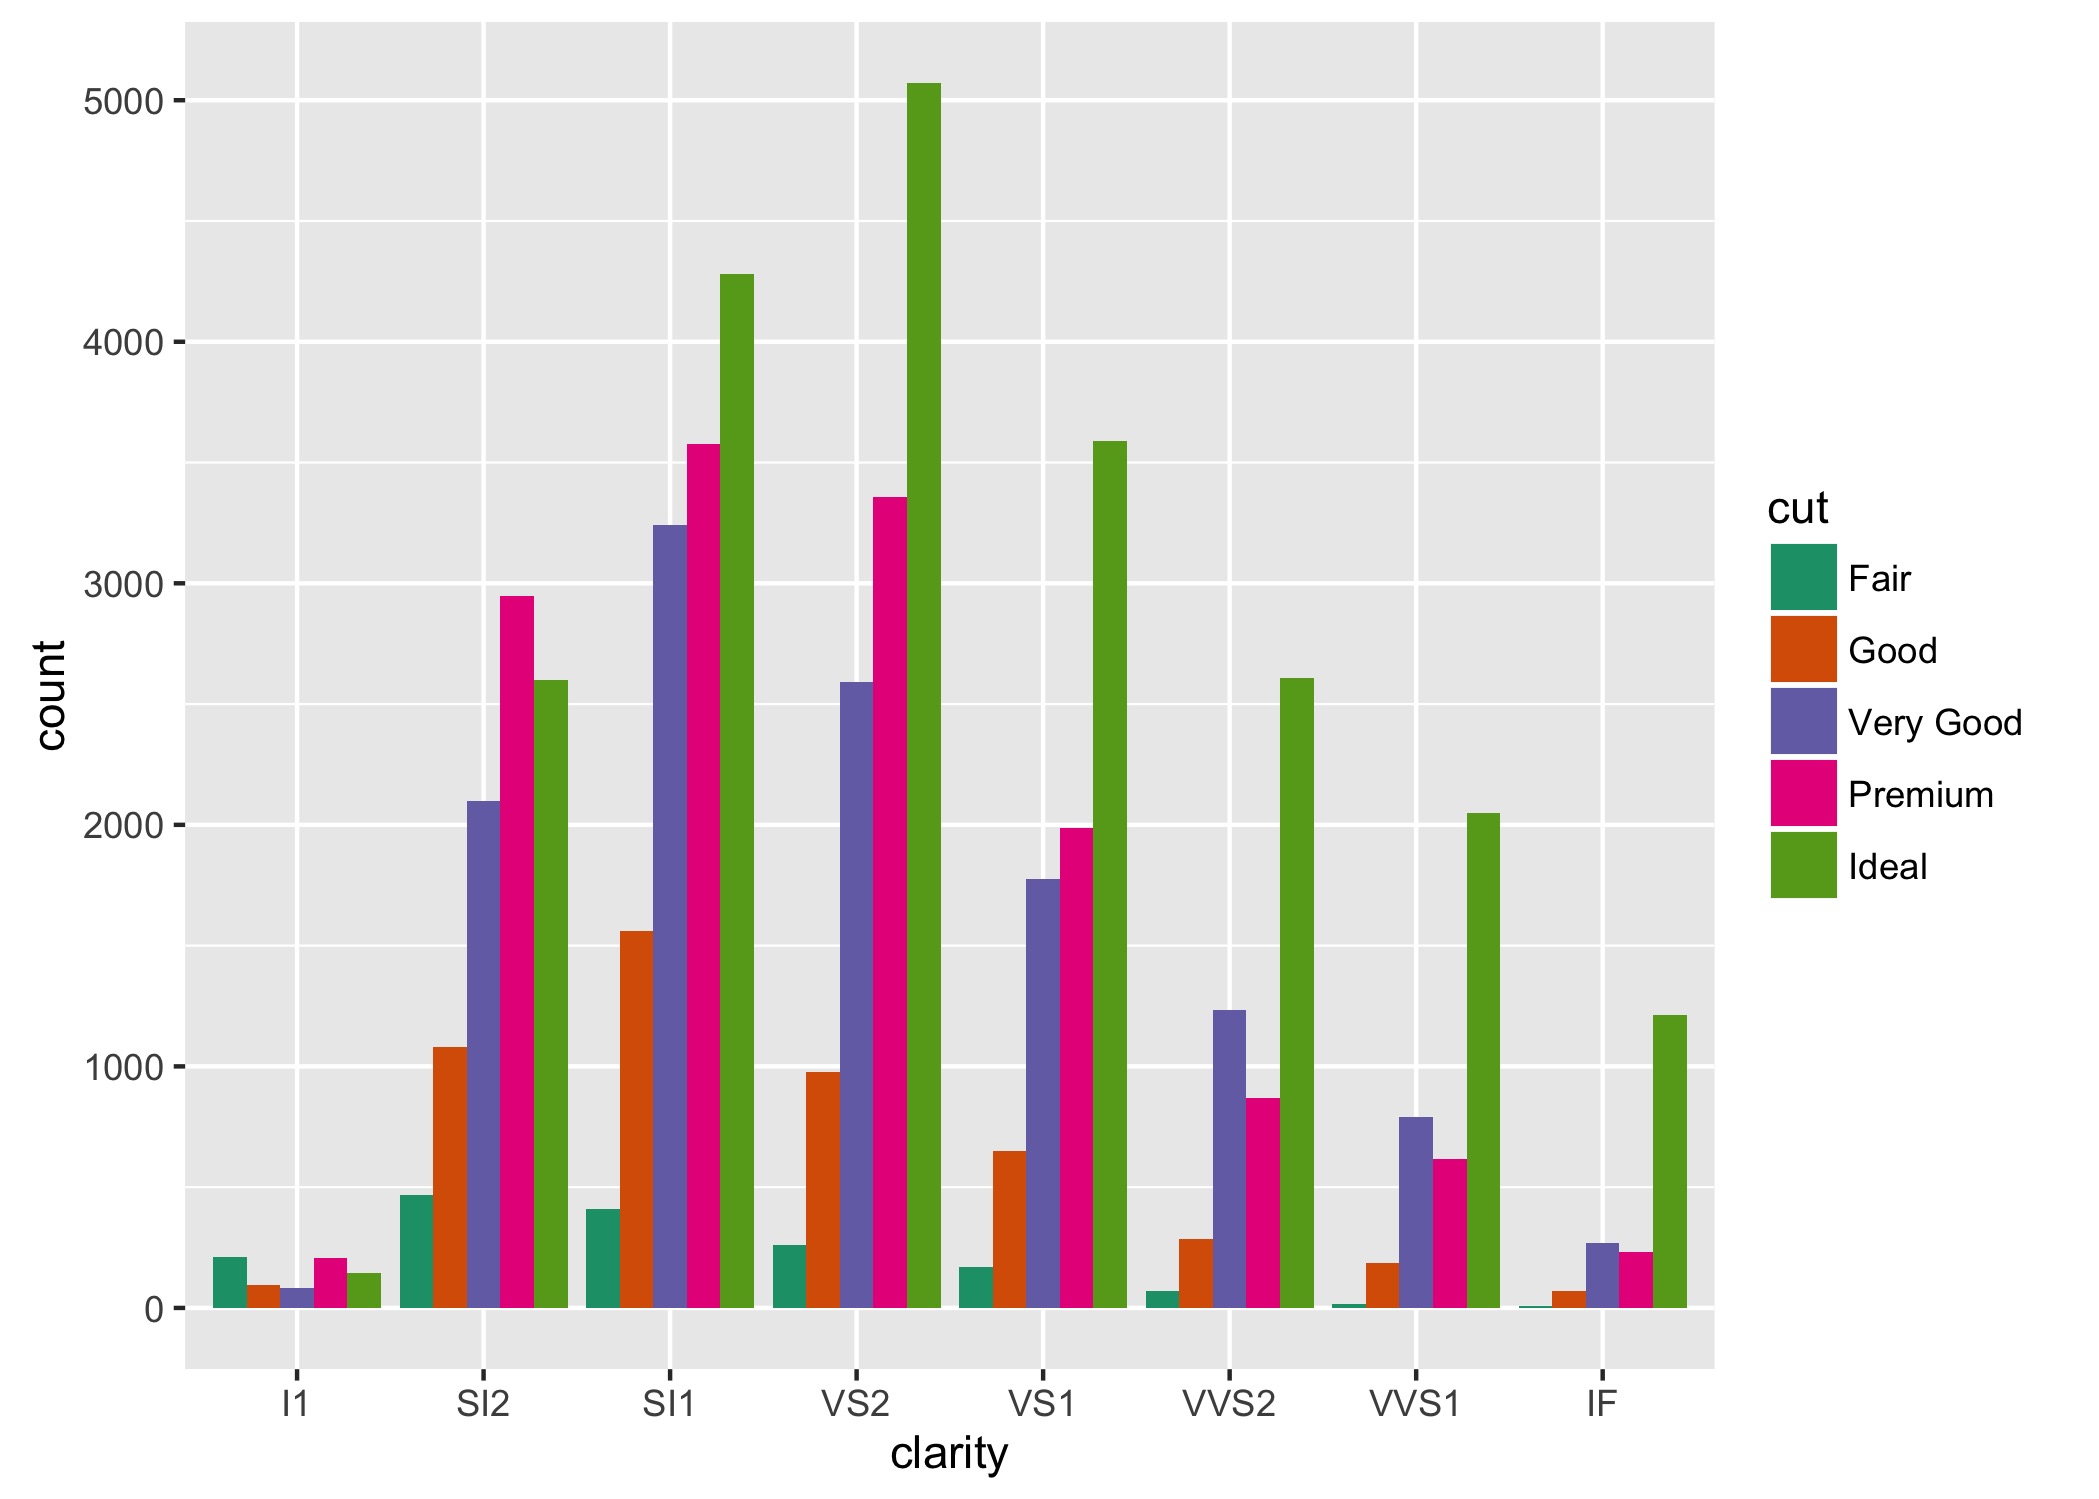 count
5000
4000
3000
2000
1000
0
I1 SI2 SI1 VS2 VS1 VVS2 VVS1 IF
clarity
cut
Fair
Good
Very Good
Premium
Ideal